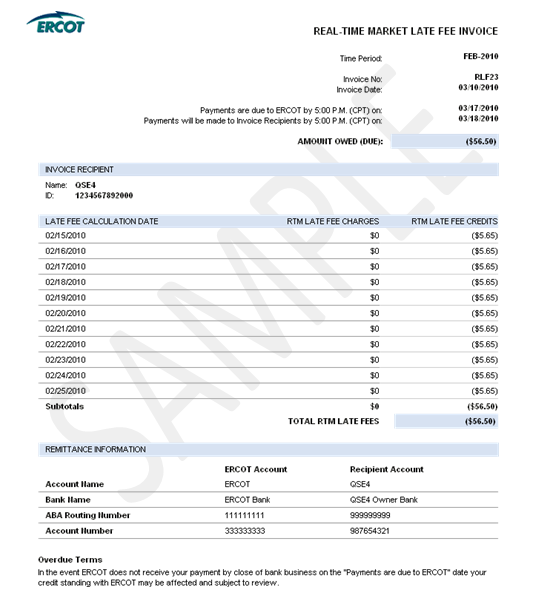 ERCOT
REAL-TIME MARKET LATE FEE INVOICE
Time Period: FEB-2010
Invoice No: RLF23
Invoice Date: 03/10/2010
Payments are due to ERCOT by 5:00 P.M. (CPT) on: 03/17/2010
Payments will be made to Invoice Recipients by 5:00 P.M. (CPT) on: 03/18/2010
AMOUNT OWED (DUE): ($56.50)
SAMPLE
INVOICE RECIPIENT
Name: QSE4
ID: 1234567892000
LATE FEE CALCULATION DATE RTM LATE FEE CHARGES RTM LATE FEE CREDITS
02/15/2010 $0 ($5.65)
02/16/2010 $0 ($5.65)
02/17/2010 $0 ($5.65)
02/18/2010 $0 ($5.65)
02/19/2010 $0 ($5.65)
02/20/2010 $0 ($5.65)
02/21/2010 $0 ($5.65)
02/22/2010 $0 ($5.65)
02/23/2010 $0 ($5.65)
02/24/2010 $0 ($5.65)
02/25/2010 $0 ($5.65)
Subtotals $0 ($56.50)
TOTAL RTM LATE FEES ($56.50)
REMITTANCE INFORMATION
ERCOT Account Recipient Account
Account Name ERCOT QSE4
Bank Name ERCOT Bank QSE4 Owner Bank
ABA Routing Number 111111111 999999999
Account Number 333333333 987654321
Overdue Terms
In the event ERCOT does not receive your payment by close of bank business on the "Payments are due to ERCOT" date your
credit standing with ERCOT may be affected and subject to review.